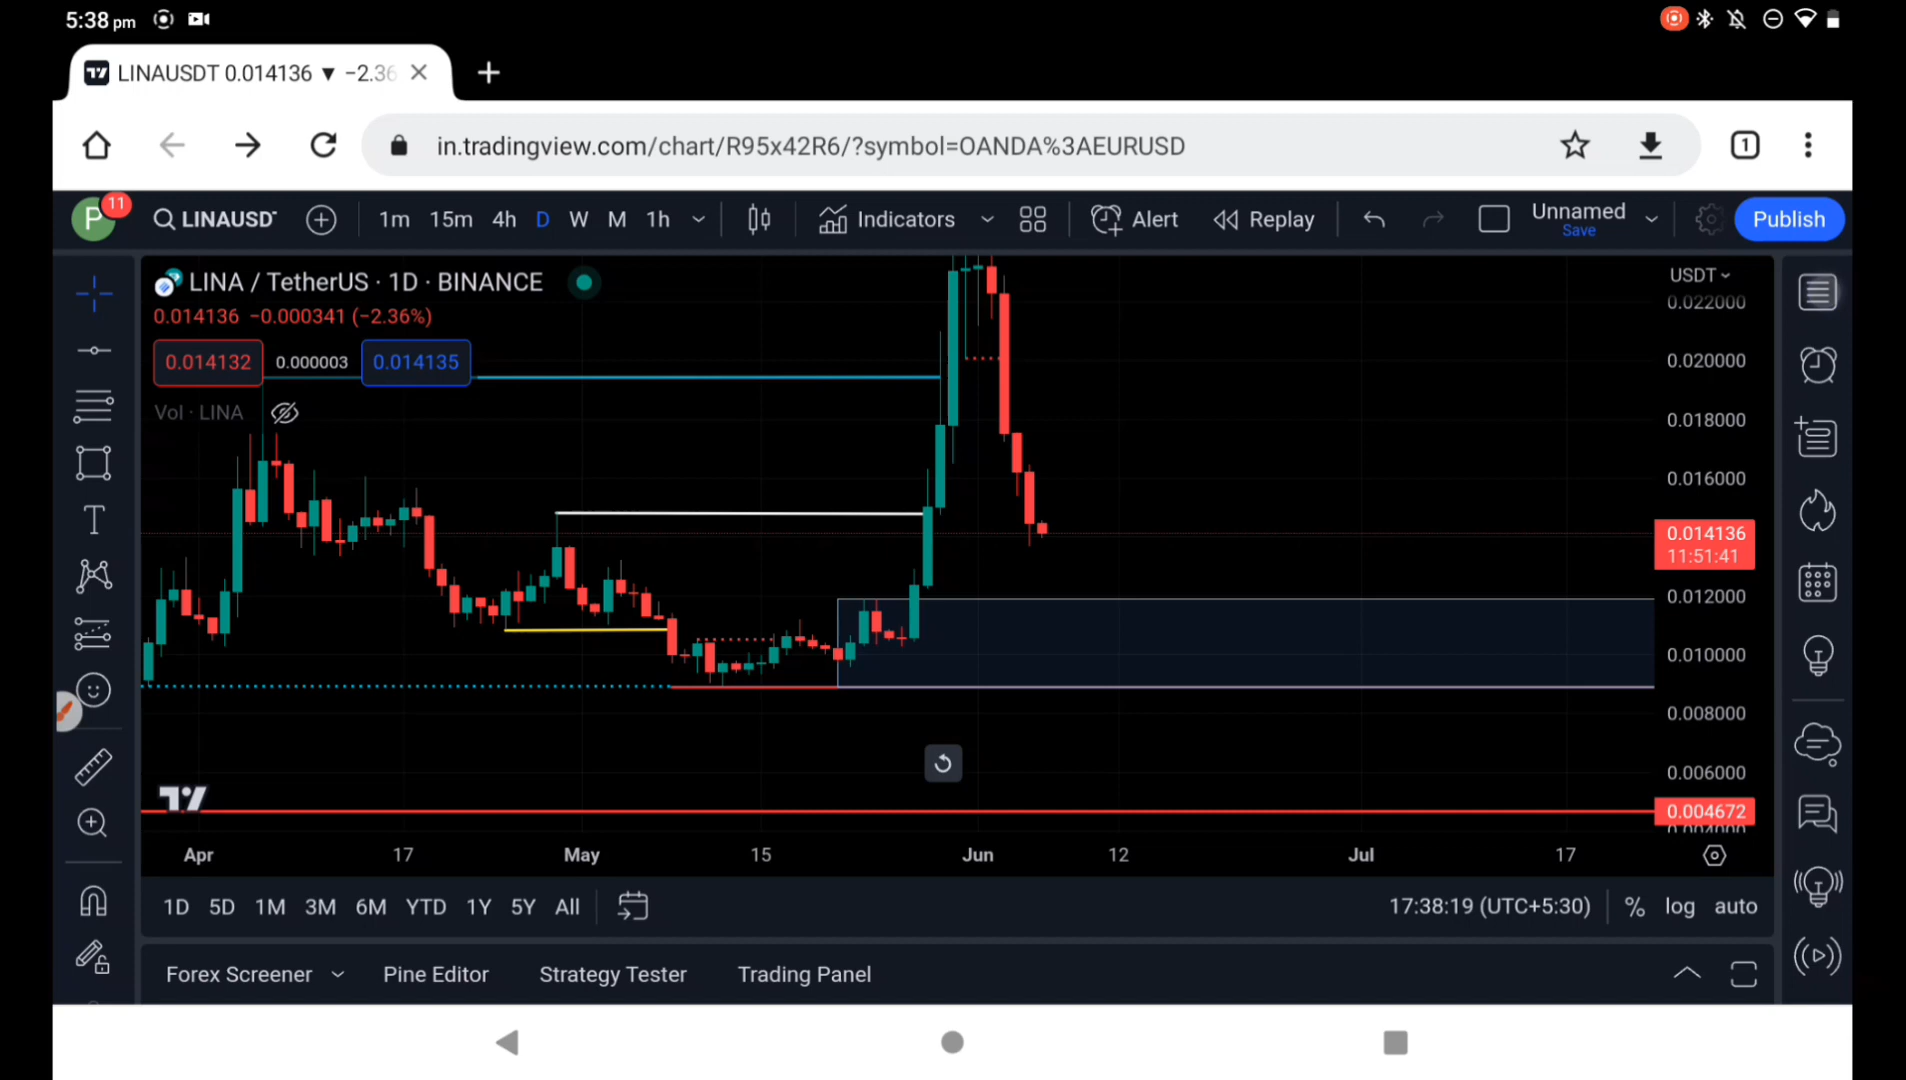 5:38 pm
LINAUSDT 0.014136 ▼ −2.36
in.tradingview.com/chart/R95x42R6/?symbol=OANDA%3AEURUSD
1
P
11
LINAUSD
1m 15m 4h D W M 1h
Indicators
Alert
Replay
Unnamed
Save
Publish
LINA / TetherUS · 1D · BINANCE
0.014136 −0.000341 (−2.36%)
0.014132 0.000003 0.014135
Vol · LINA
USDT
0.022000
0.020000
0.018000
0.016000
0.014136
11:51:41
0.012000
0.010000
0.008000
0.006000
0.004672
0.004000
Apr 17 May 15 Jun 12 Jul 17
1D 5D 1M 3M 6M YTD 1Y 5Y All
17:38:19 (UTC+5:30) % log auto
Forex Screener Pine Editor Strategy Tester Trading Panel